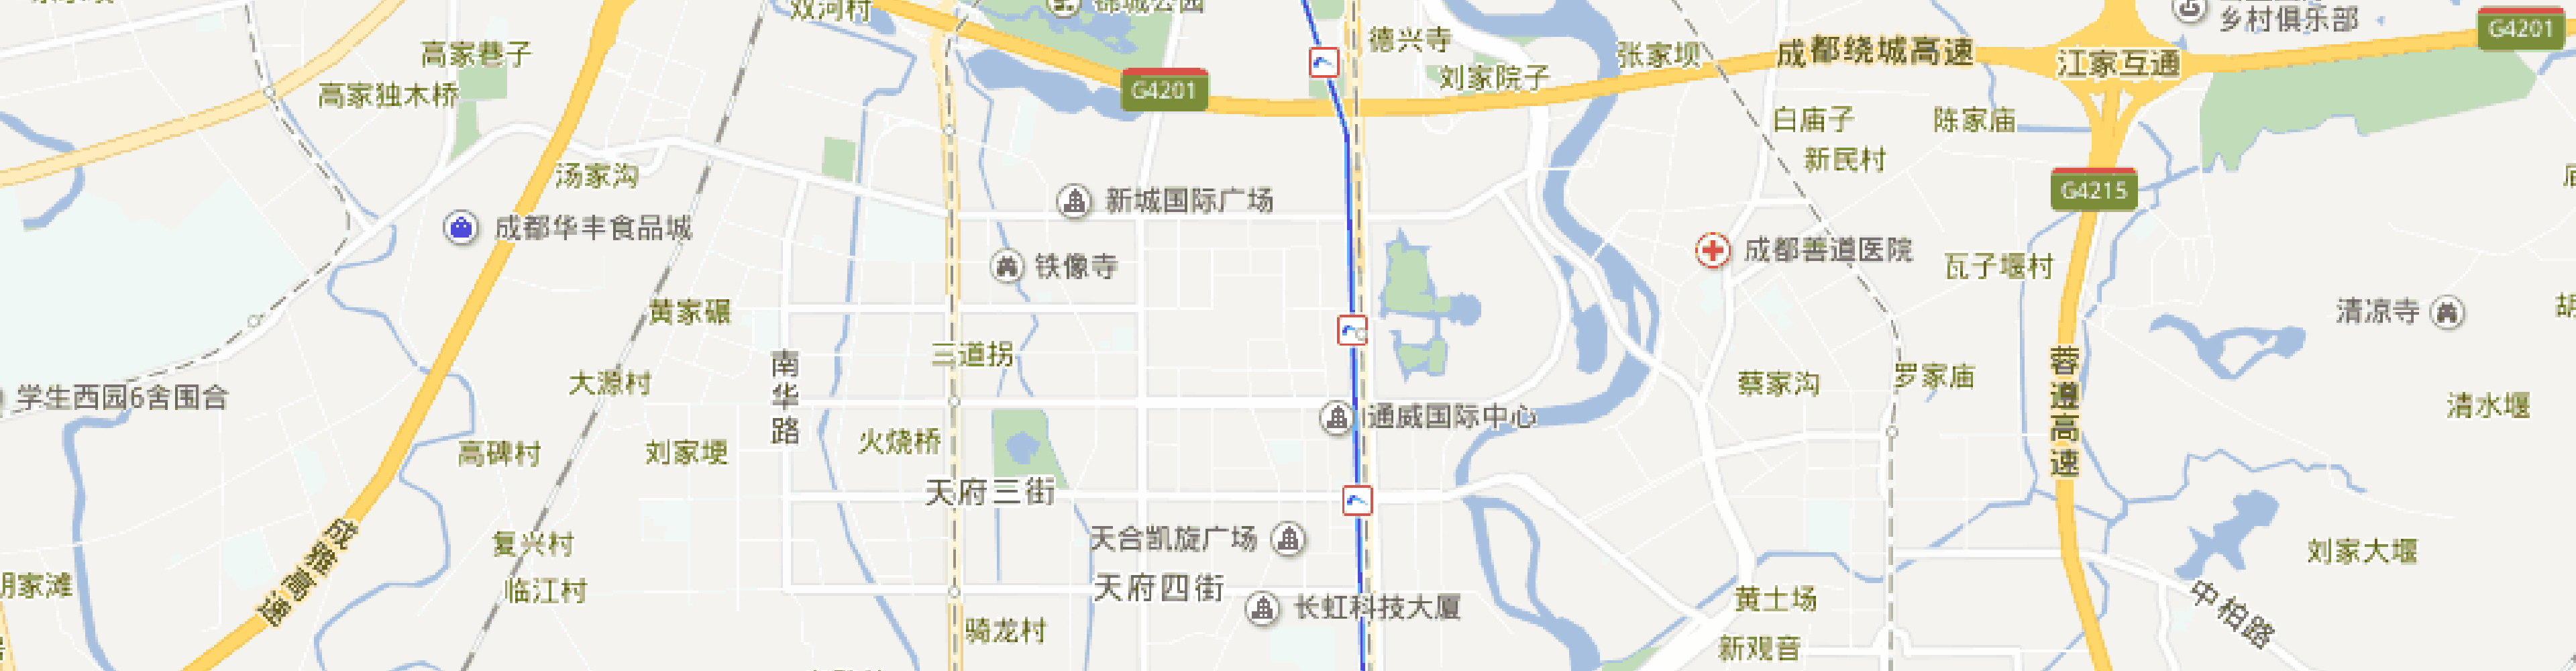 双河村
锦城公园
德兴寺
乡村俱乐部
G4201
高家巷子
张家坝
成都绕城高速
江家互通
刘家院子
高家独木桥
G4201
白庙子
陈家庙
新民村
汤家沟
G4215
新城国际广场
成都华丰食品城
成都善道医院
铁像寺
瓦子堰村
黄家碾
清凉寺
三道拐
南华路
大源村
蔡家沟
罗家庙
蓉遵高速
学生西园6舍围合
清水堰
通威国际中心
火烧桥
高碑村
刘家埂
天府三街
成雅高速
复兴村
天合凯旋广场
刘家大堰
临江村
天府四街
长虹科技大厦
黄土场
中柏路
骑龙村
新观音